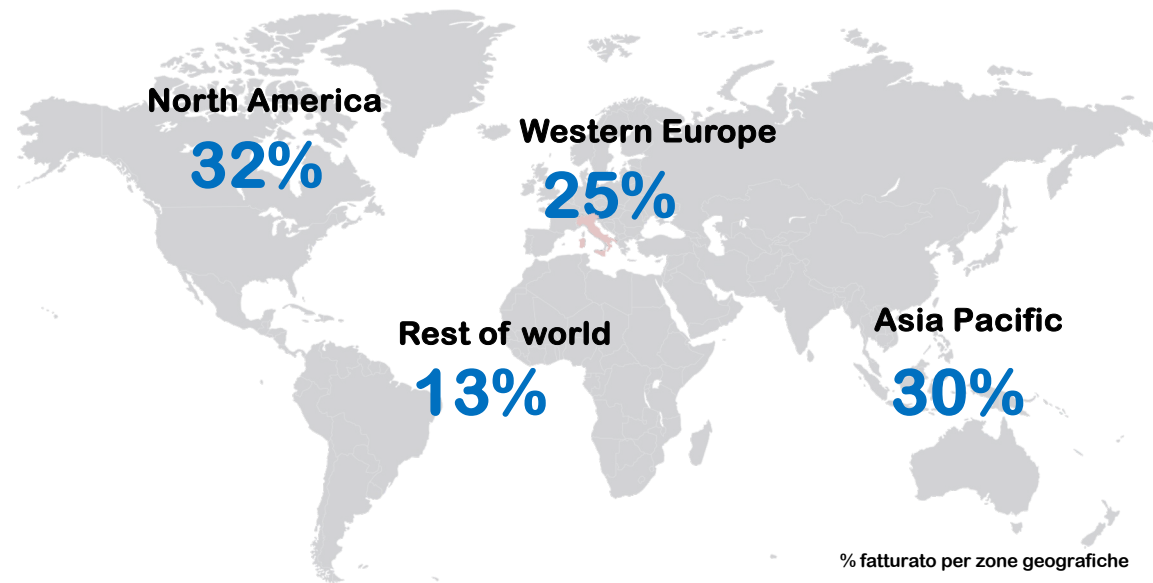 North America
32%
Western Europe
25%
Rest of world
13%
Asia Pacific
30%
% fatturato per zone geografiche